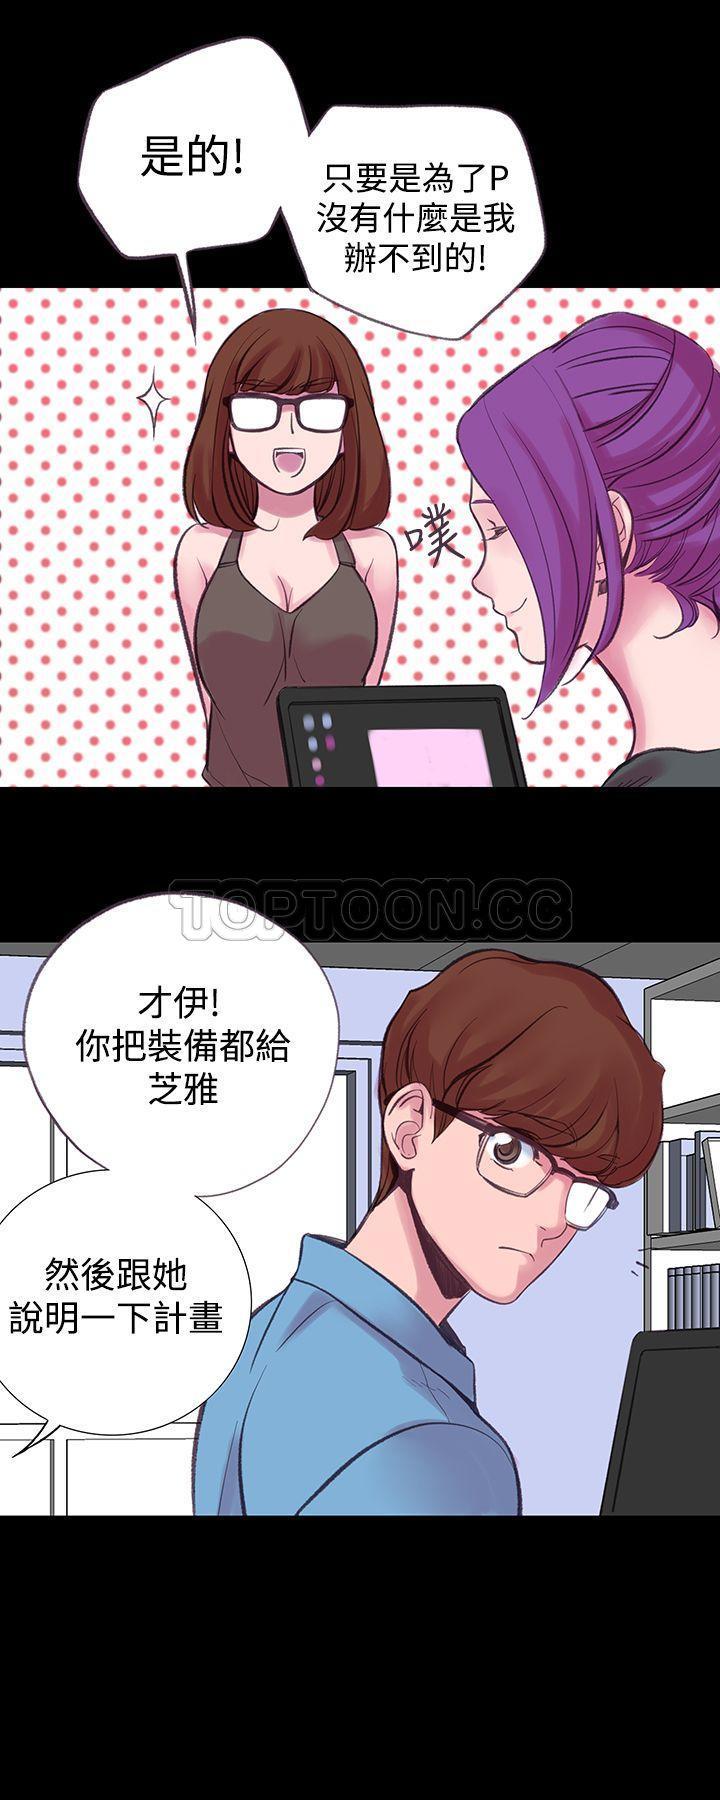 是的!
只要是為了P
沒有什麼是我
辦不到的!
噗
TOPTOON.CC
才伊!
你把裝備都給
芝雅
然後跟她
說明一下計畫